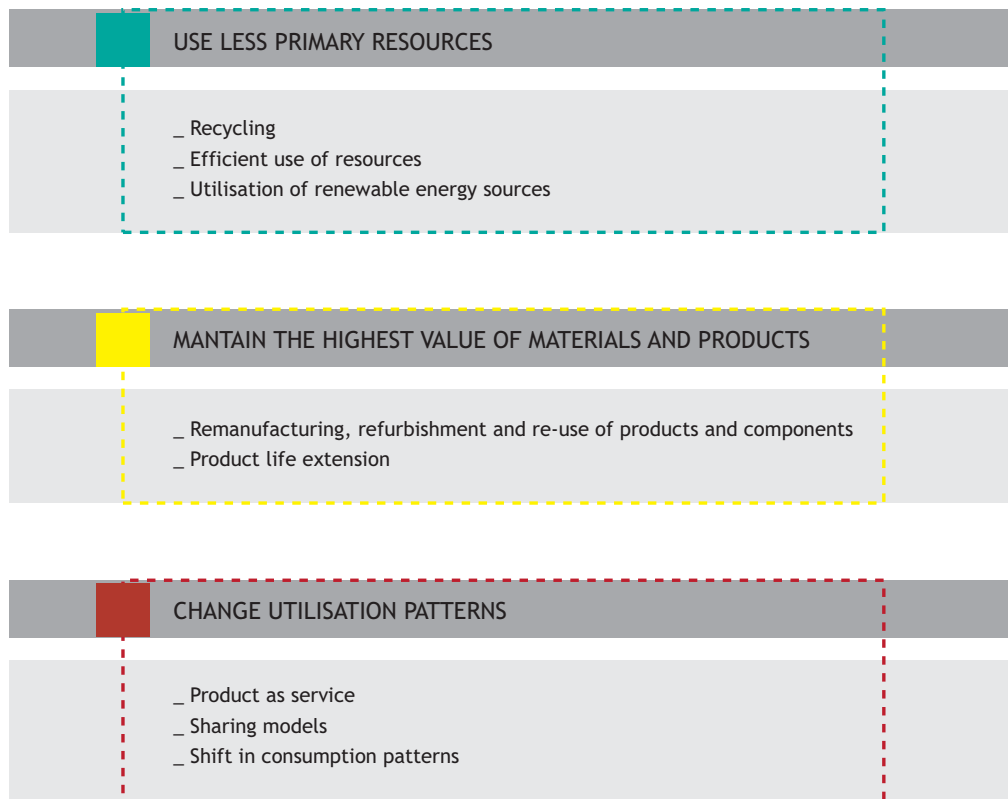 USE LESS PRIMARY RESOURCES
_ Recycling
_ Efficient use of resources
_ Utilisation of renewable energy sources
MANTAIN THE HIGHEST VALUE OF MATERIALS AND PRODUCTS
_ Remanufacturing, refurbishment and re-use of products and components
_ Product life extension
CHANGE UTILISATION PATTERNS
_ Product as service
_ Sharing models
_ Shift in consumption patterns